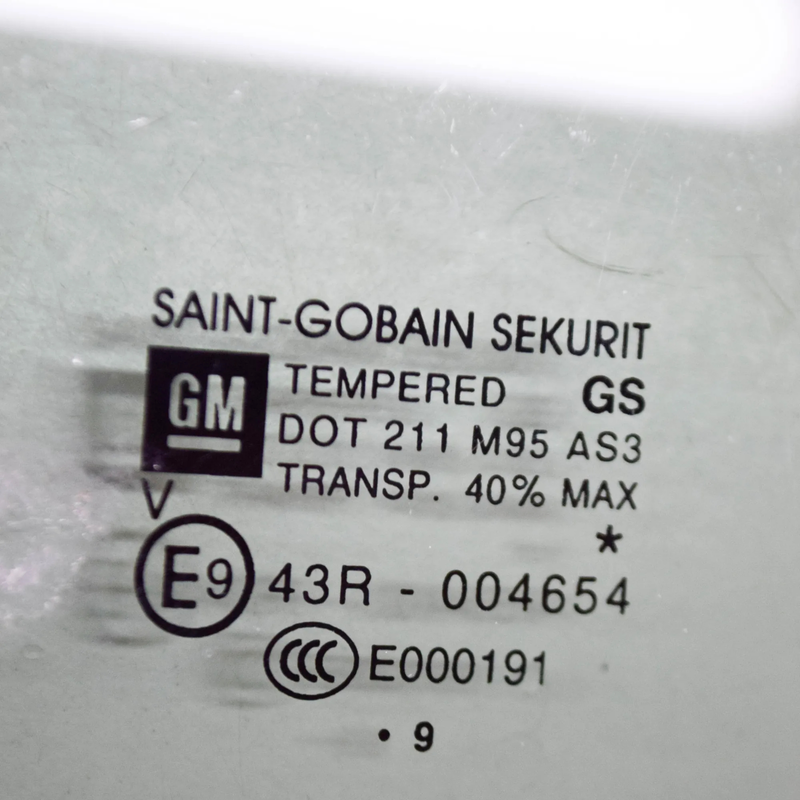 SAINT-GOBAIN SEKURIT
GM
TEMPERED GS
DOT 211 M95 AS3
TRANSP. 40% MAX
V
*
E9 43R - 004654
CCC E000191
• 9